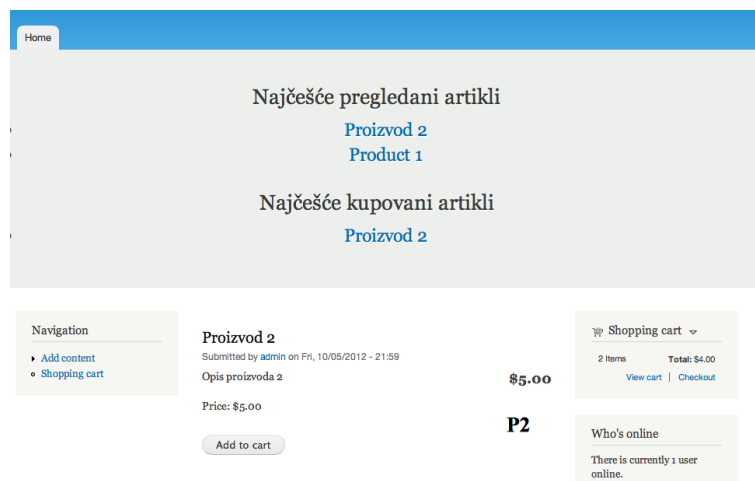 Home
Najčešće pregledani artikli
Proizvod 2
Product 1
Najčešće kupovani artikli
Proizvod 2
Navigation
Add content
Shopping cart
Proizvod 2
Submitted by admin on Fri, 10/05/2012 - 21:59
Opis proizvoda 2
$5.00
Price: $5.00
P2
Add to cart
Shopping cart
2 Items Total: $4.00
View cart | Checkout
Who's online
There is currently 1 user
online.